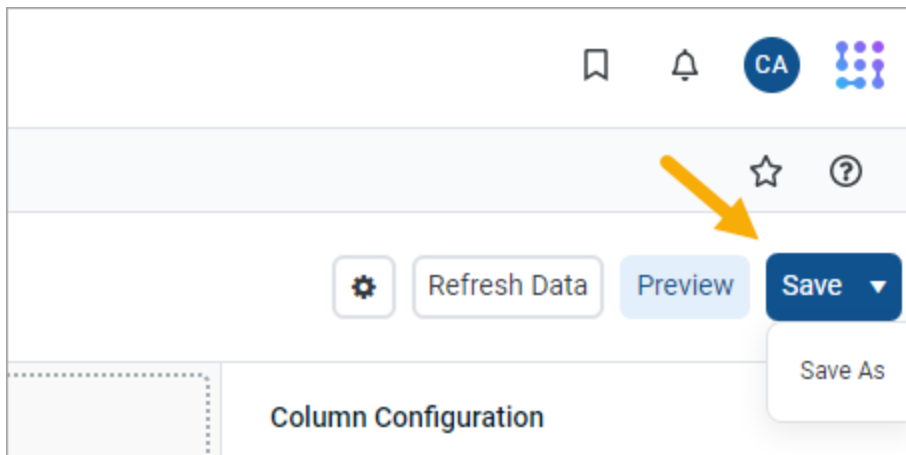 CA
Refresh Data
Preview
Save
Save As
Column Configuration